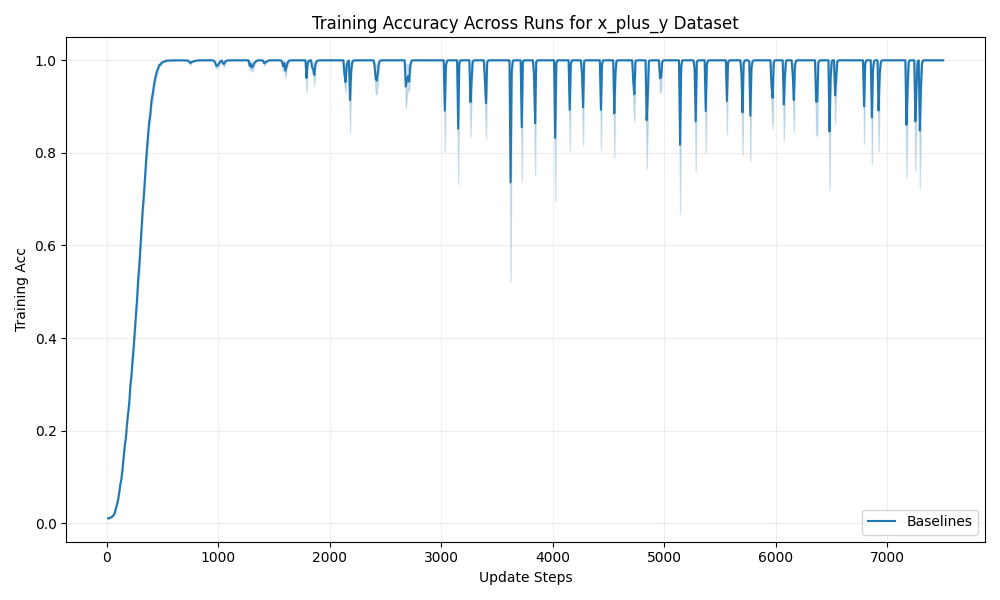 Training Accuracy Across Runs for x_plus_y Dataset
1.0
0.8
0.6
0.4
0.2
0.0
Training Acc
0 1000 2000 3000 4000 5000 6000 7000
Update Steps
Baselines